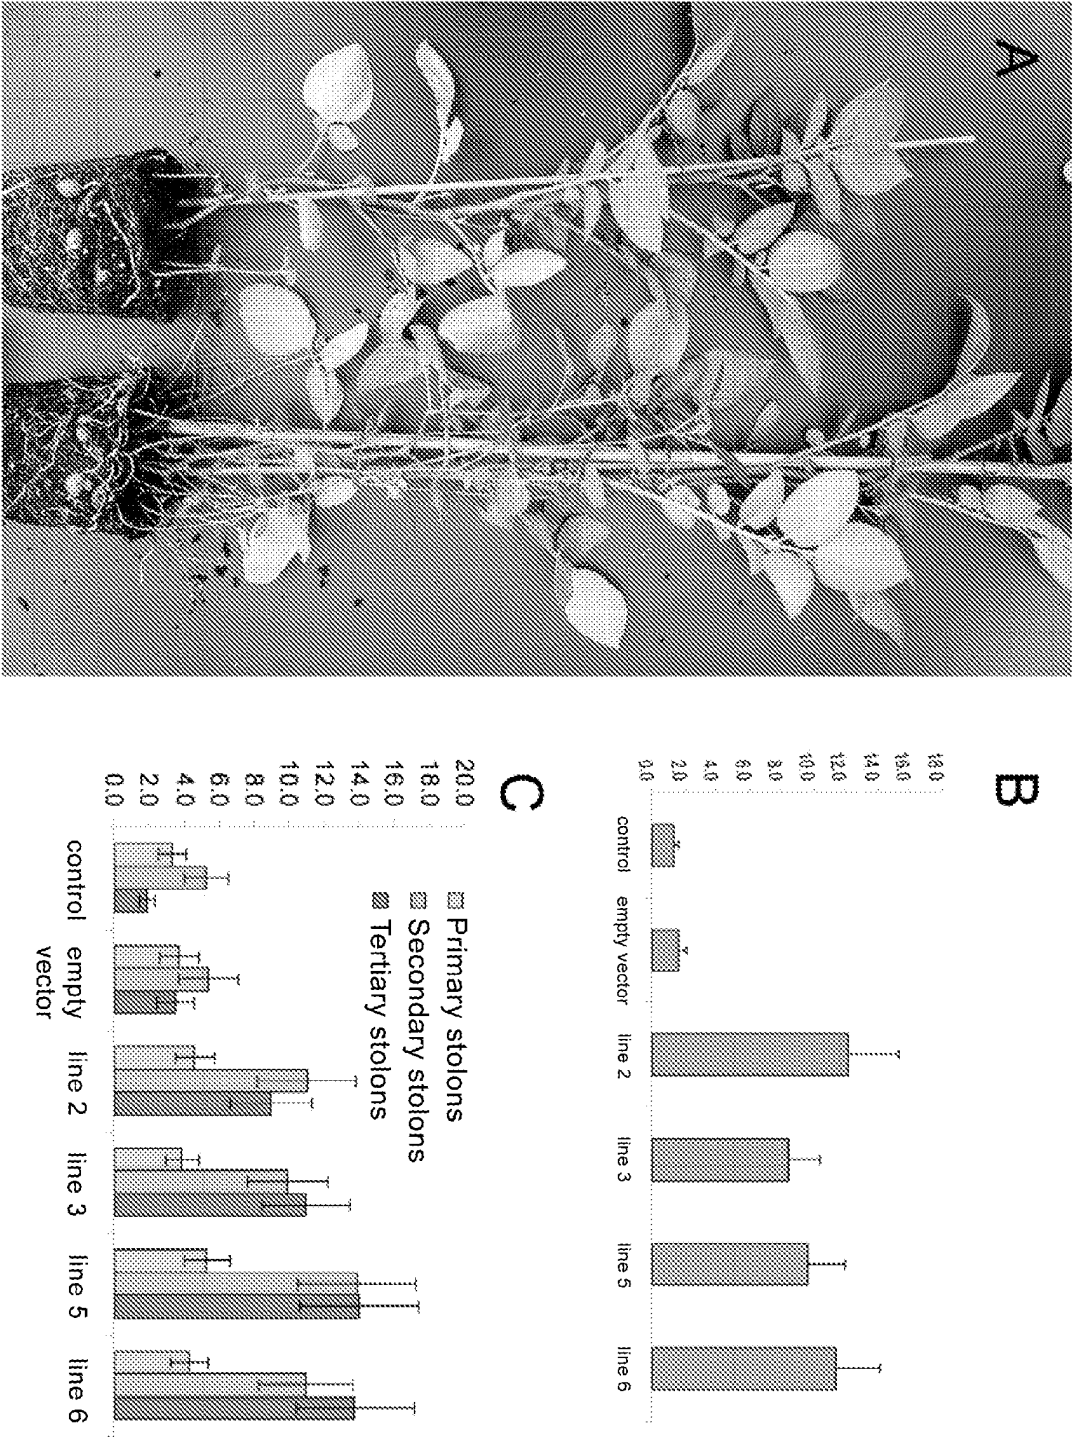 A
B
18.0
16.0
14.0
12.0
10.0
8.0
6.0
4.0
2.0
0.0
control
empty vector
line 2
line 3
line 5
line 6
C
20.0
18.0
16.0
14.0
12.0
10.0
8.0
6.0
4.0
2.0
0.0
Primary stolons
Secondary stolons
Tertiary stolons
control
empty
vector
line 2
line 3
line 5
line 6